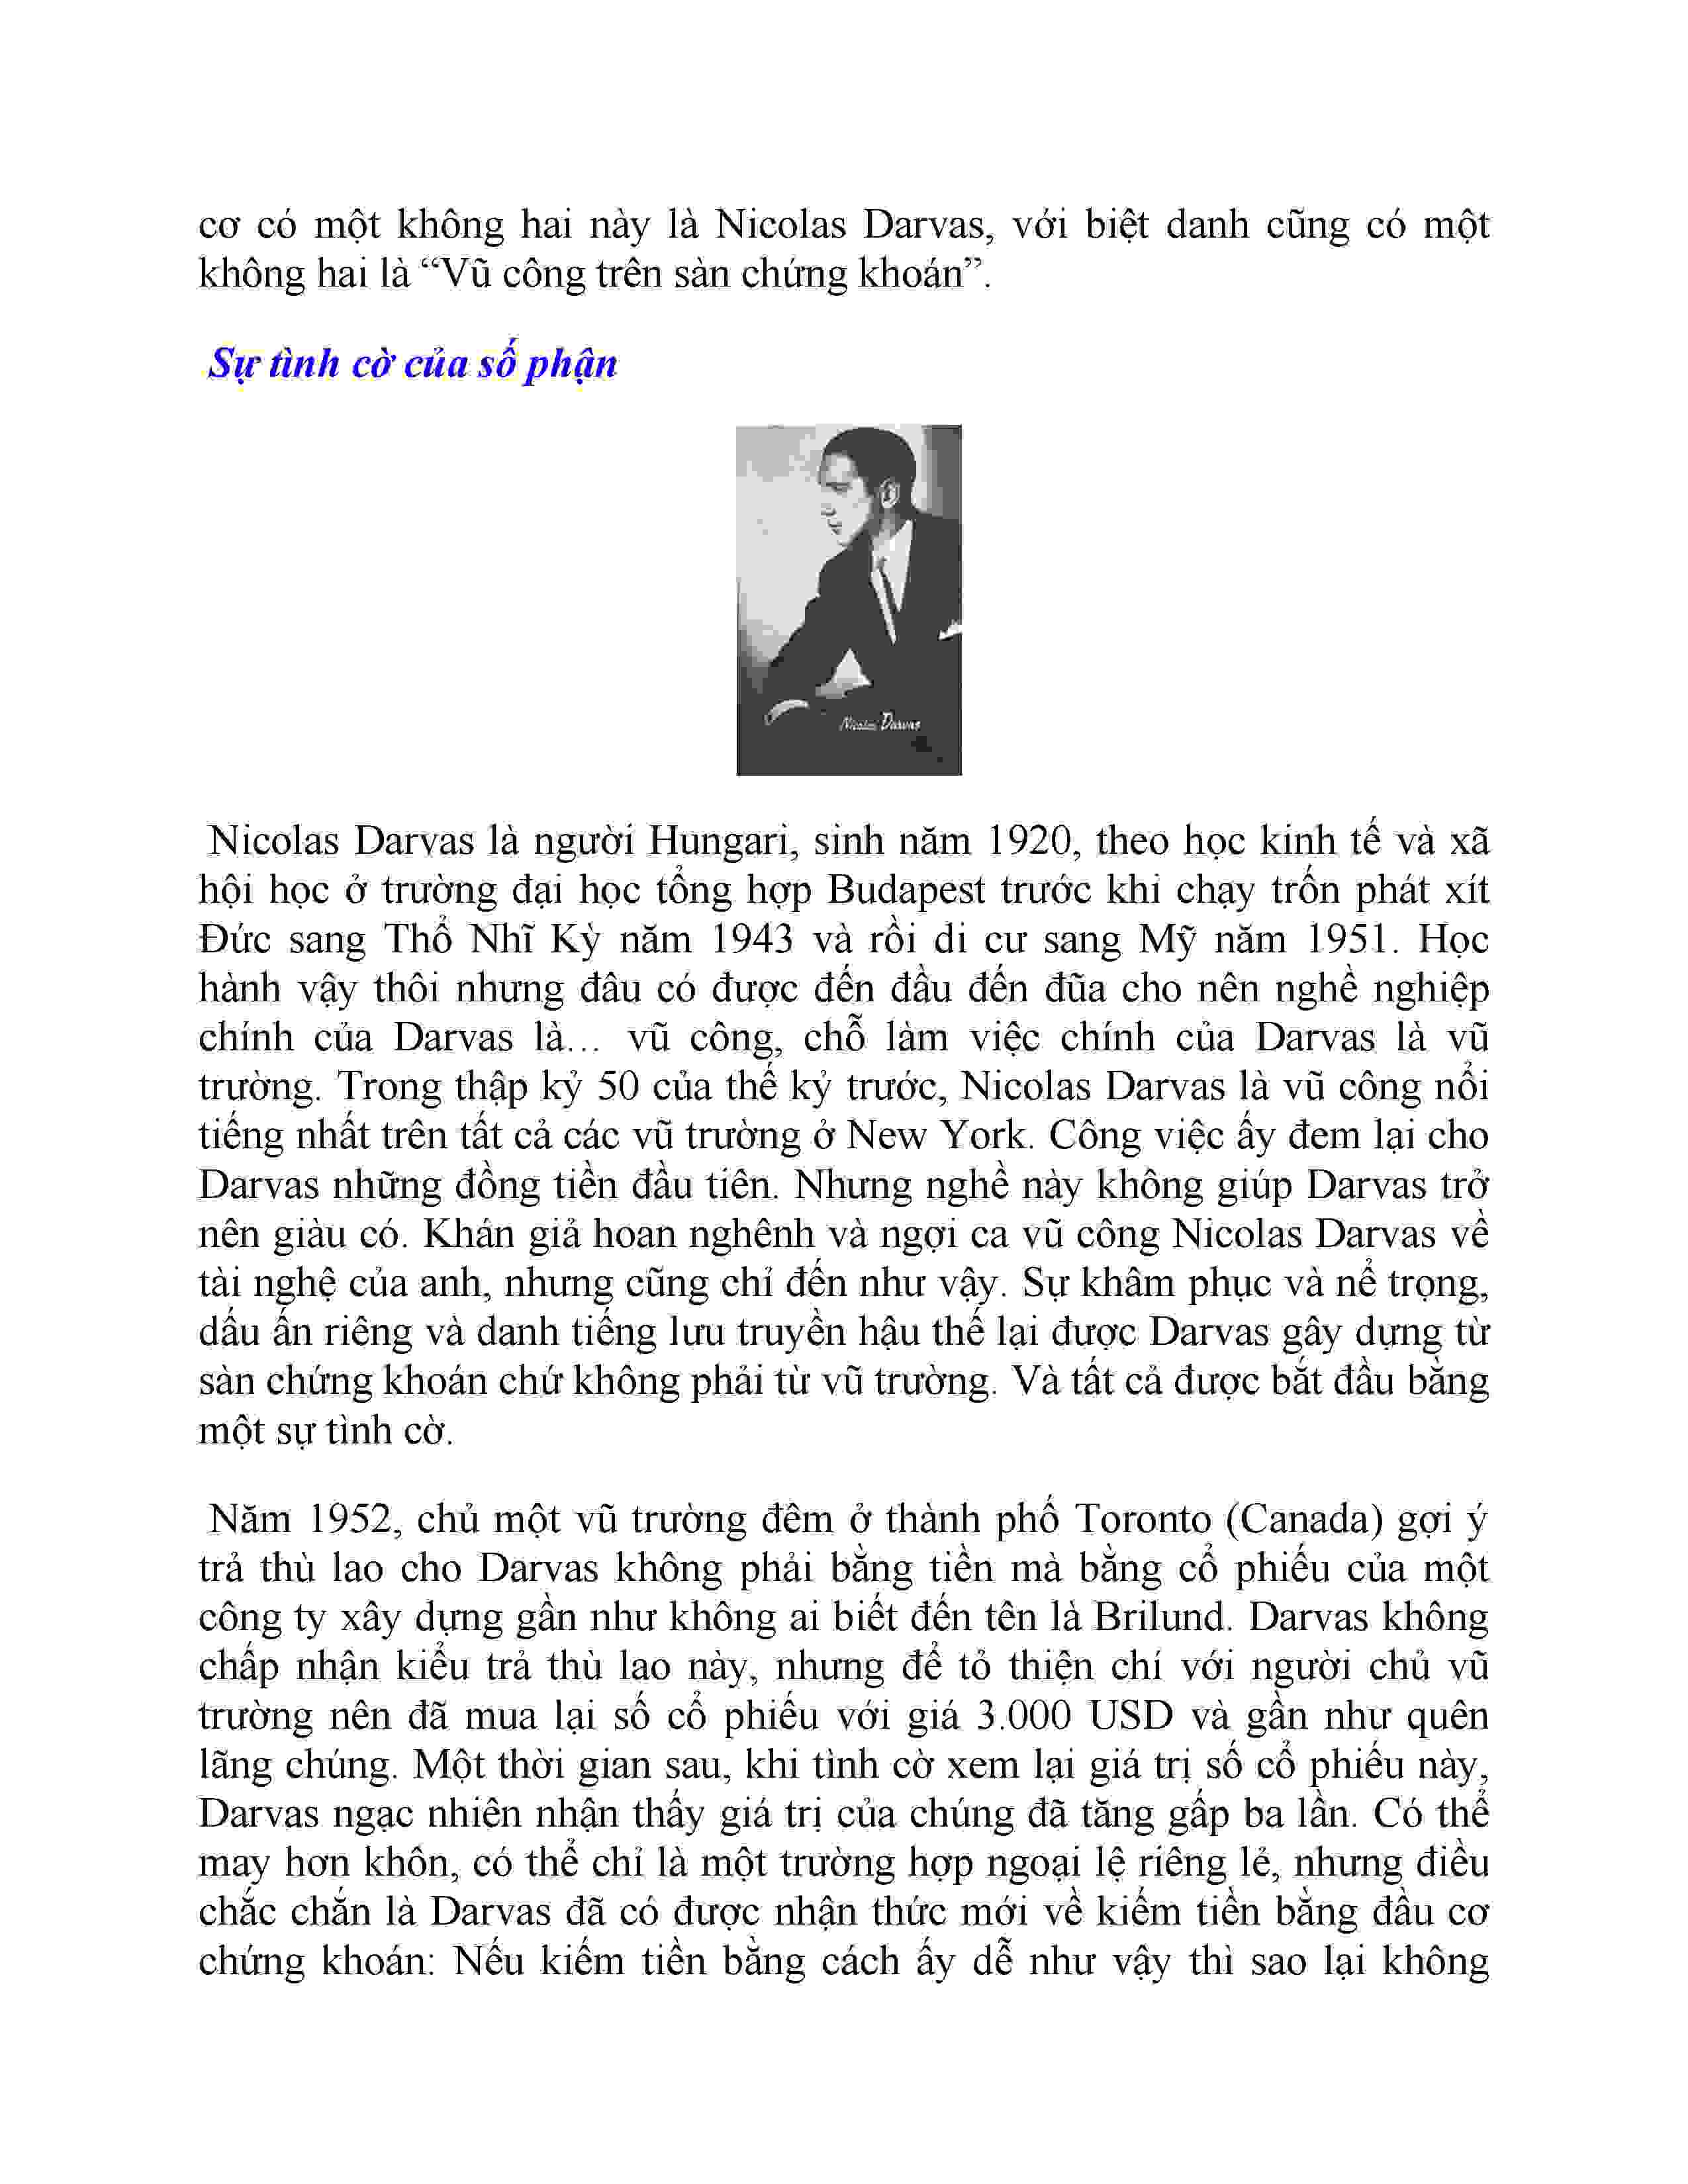 cơ có một không hai này là Nicolas Darvas, với biệt danh cũng có một
không hai là “Vũ công trên sàn chứng khoán”.
Sự tình cờ của số phận
Nicolas Darvas
Nicolas Darvas là người Hungari, sinh năm 1920, theo học kinh tế và xã
hội học ở trường đại học tổng hợp Budapest trước khi chạy trốn phát xít
Đức sang Thổ Nhĩ Kỳ năm 1943 và rồi di cư sang Mỹ năm 1951. Học
hành vậy thôi nhưng đâu có được đến đầu đến đũa cho nên nghề nghiệp
chính của Darvas là… vũ công, chỗ làm việc chính của Darvas là vũ
trường. Trong thập kỷ 50 của thế kỷ trước, Nicolas Darvas là vũ công nổi
tiếng nhất trên tất cả các vũ trường ở New York. Công việc ấy đem lại cho
Darvas những đồng tiền đầu tiên. Nhưng nghề này không giúp Darvas trở
nên giàu có. Khán giả hoan nghênh và ngợi ca vũ công Nicolas Darvas về
tài nghệ của anh, nhưng cũng chỉ đến như vậy. Sự khâm phục và nể trọng,
dấu ấn riêng và danh tiếng lưu truyền hậu thế lại được Darvas gây dựng từ
sàn chứng khoán chứ không phải từ vũ trường. Và tất cả được bắt đầu bằng
một sự tình cờ.
Năm 1952, chủ một vũ trường đêm ở thành phố Toronto (Canada) gợi ý
trả thù lao cho Darvas không phải bằng tiền mà bằng cổ phiếu của một
công ty xây dựng gần như không ai biết đến tên là Brilund. Darvas không
chấp nhận kiểu trả thù lao này, nhưng để tỏ thiện chí với người chủ vũ
trường nên đã mua lại số cổ phiếu với giá 3.000 USD và gần như quên
lãng chúng. Một thời gian sau, khi tình cờ xem lại giá trị số cổ phiếu này,
Darvas ngạc nhiên nhận thấy giá trị của chúng đã tăng gấp ba lần. Có thể
may hơn khôn, có thể chỉ là một trường hợp ngoại lệ riêng lẻ, nhưng điều
chắc chắn là Darvas đã có được nhận thức mới về kiếm tiền bằng đầu cơ
chứng khoán: Nếu kiếm tiền bằng cách ấy dễ như vậy thì sao lại không